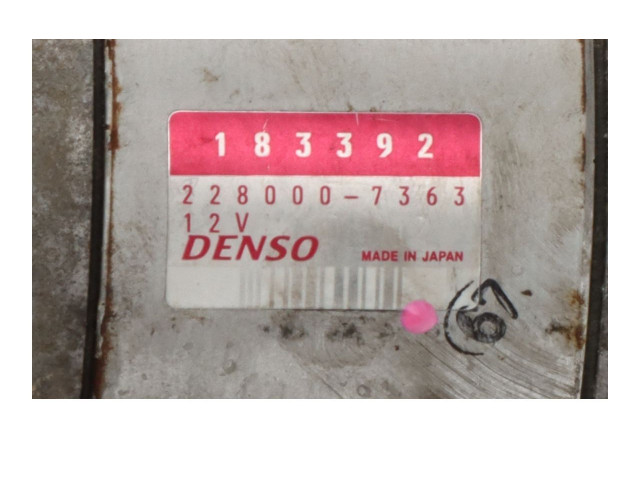 183392
228000-7363
12V
DENSO
MADE IN JAPAN